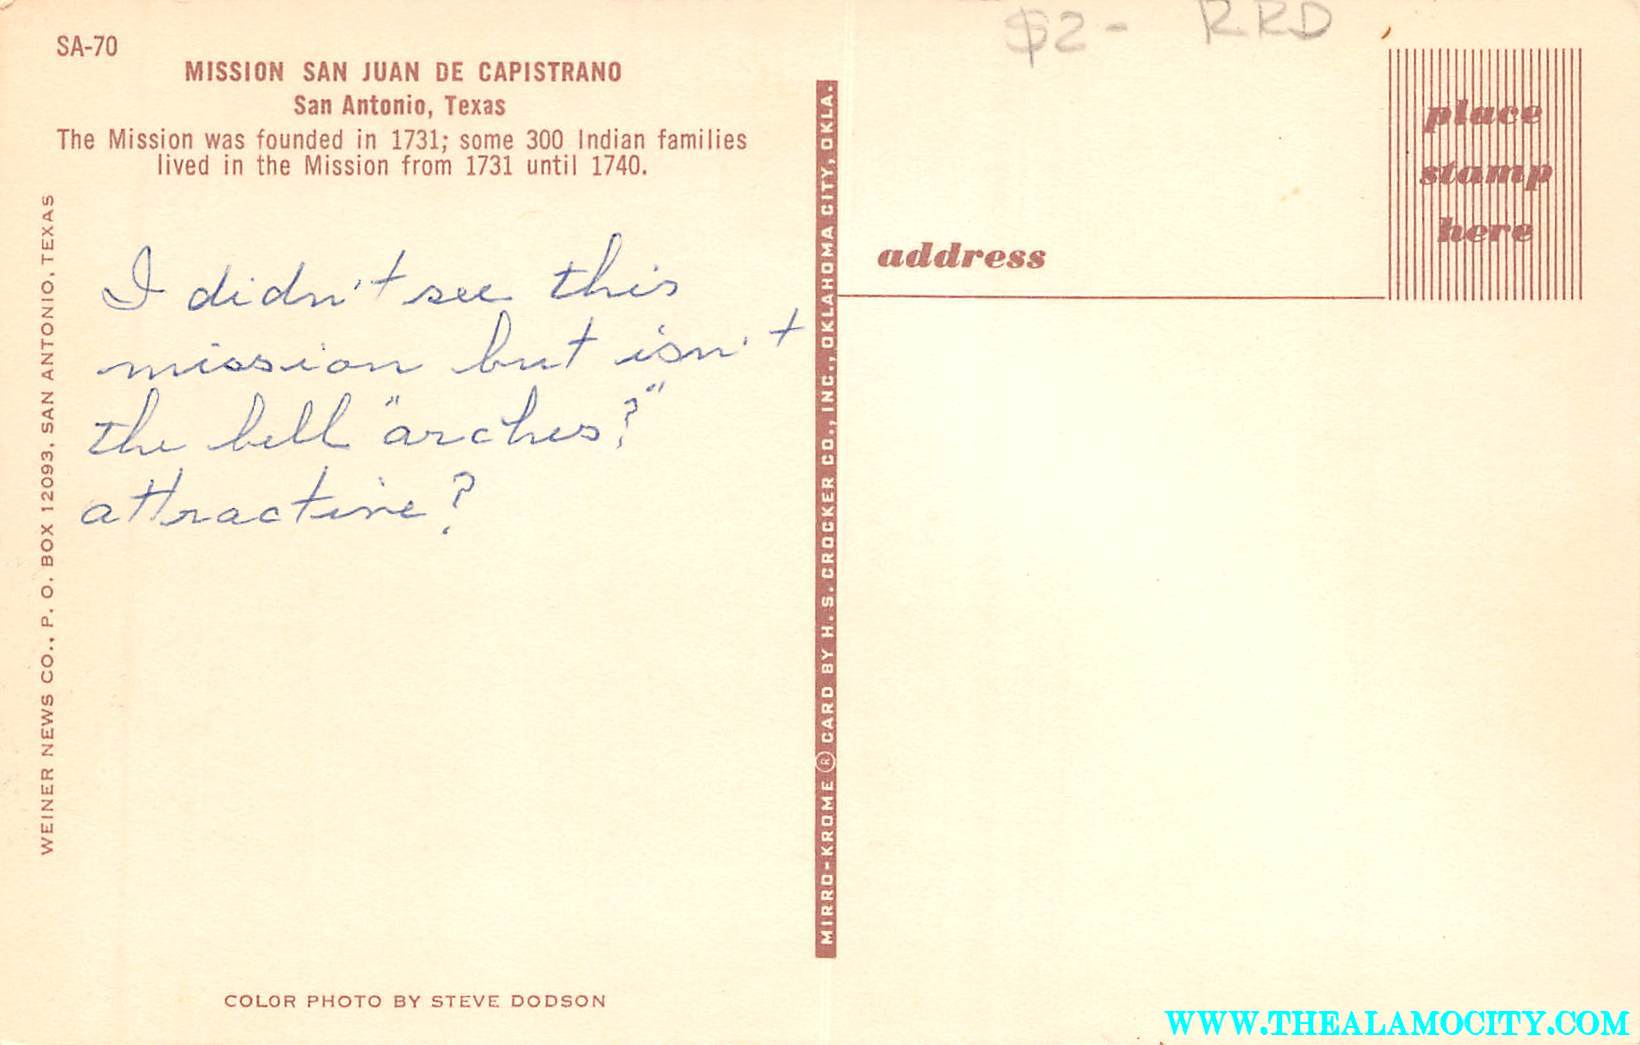 SA-70
MISSION SAN JUAN DE CAPISTRANO
San Antonio, Texas
The Mission was founded in 1731; some 300 Indian families
lived in the Mission from 1731 until 1740.
I didn't see this
mission but isn't
the bell "arches?"
attractive?
WEINER NEWS CO., P. O. BOX 12093, SAN ANTONIO, TEXAS
COLOR PHOTO BY STEVE DODSON
MIRRO-KROME ® CARD BY H. S. CROCKER CO., INC., OKLAHOMA CITY, OKLA.
$2- RRD
place
stamp
here
address
WWW.THEALAMOCITY.COM